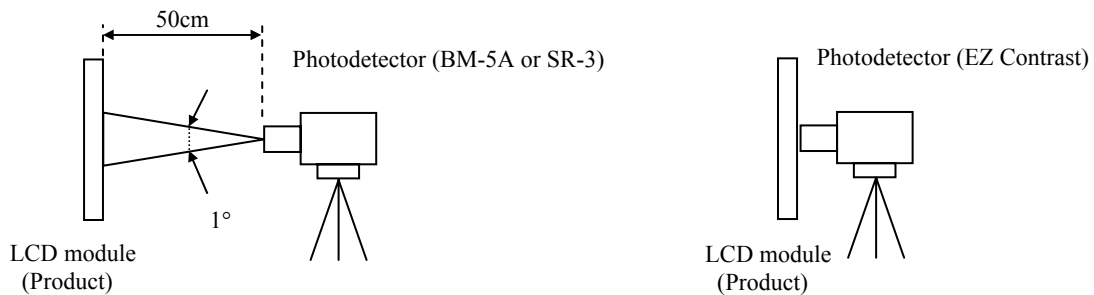 50cm
Photodetector (BM-5A or SR-3)
1°
LCD module
(Product)
Photodetector (EZ Contrast)
LCD module
(Product)